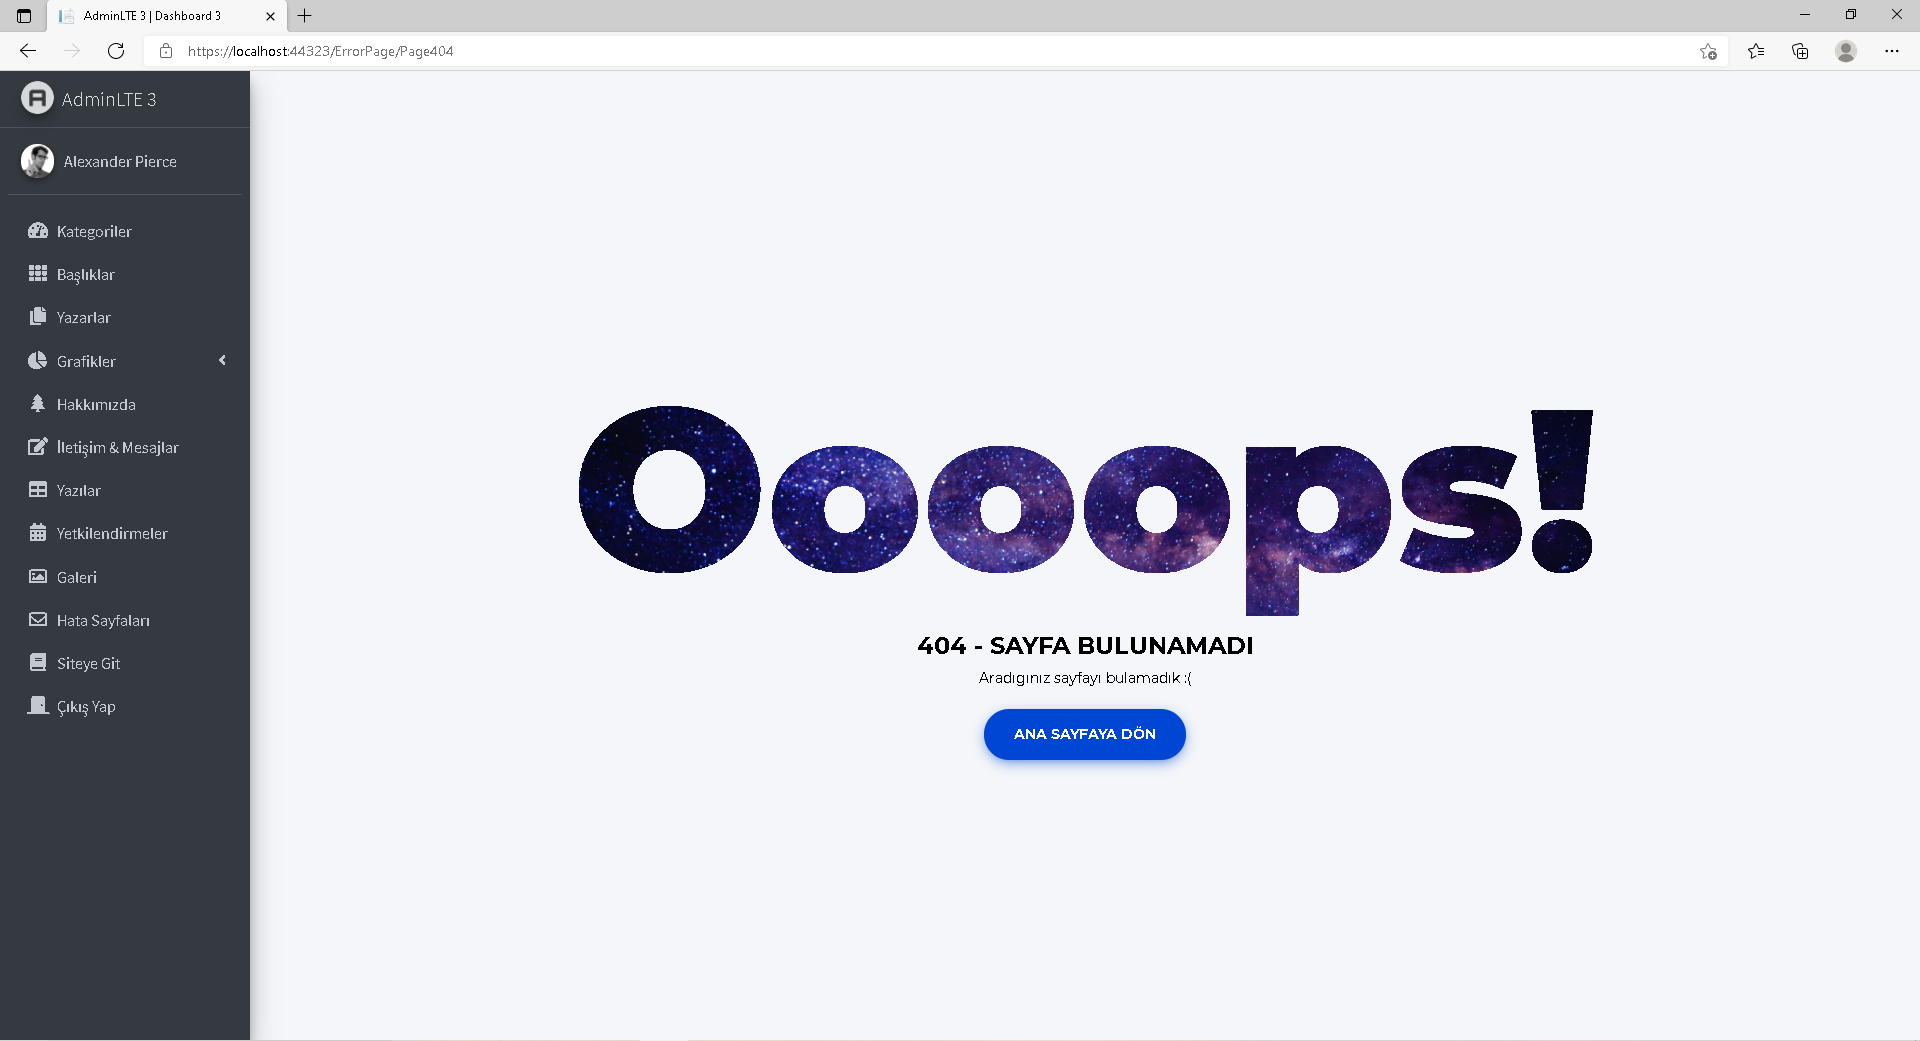 AdminLTE 3 | Dashboard 3
https://localhost:44323/ErrorPage/Page404
AdminLTE 3
Alexander Pierce
Kategoriler
Başlıklar
Yazarlar
Grafikler
Hakkımızda
İletişim & Mesajlar
Yazılar
Yetkilendirmeler
Galeri
Hata Sayfaları
Siteye Git
Çıkış Yap
Oooops!
404 - SAYFA BULUNAMADI
Aradıgınız sayfayı bulamadık :(
ANA SAYFAYA DÖN